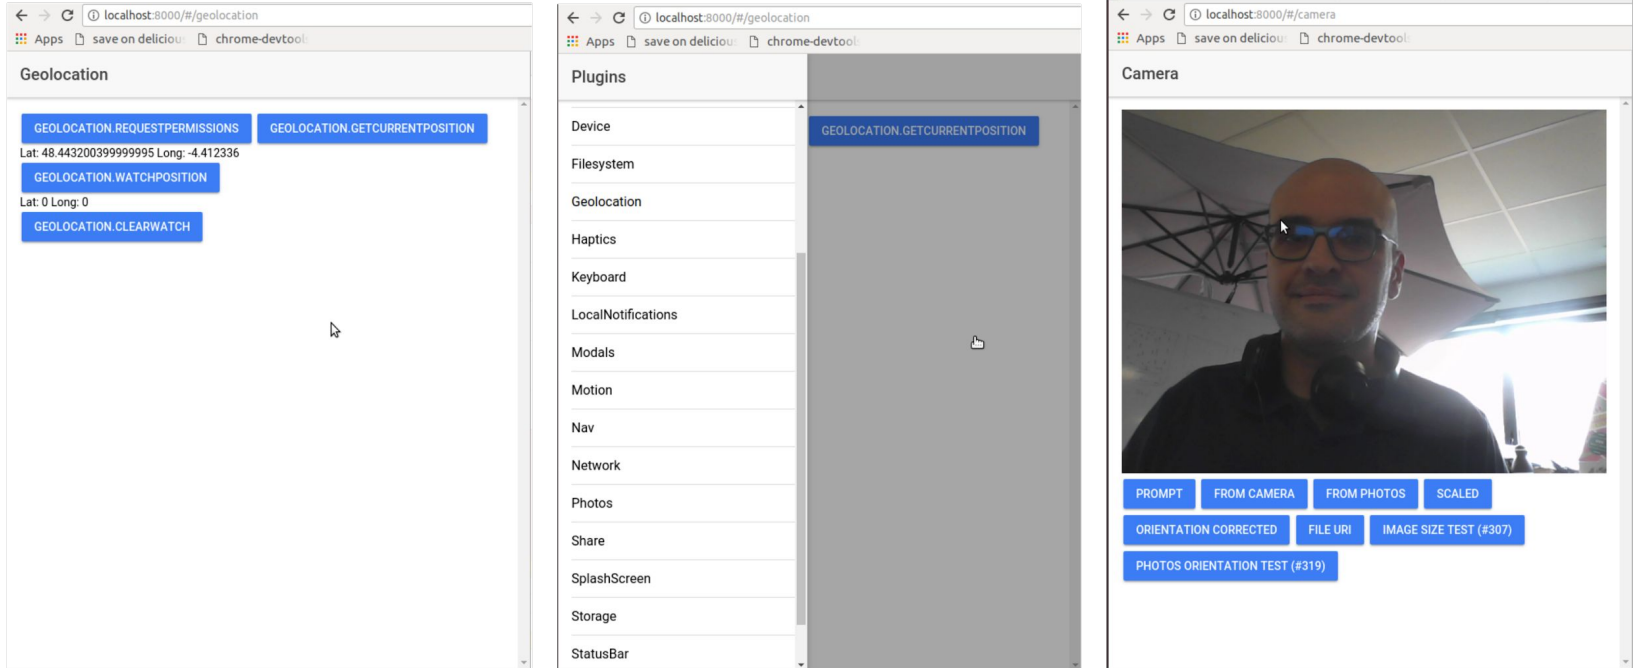 localhost:8000/#/geolocation
Apps save on deliciou chrome-devtool
Geolocation
GEOLOCATION.REQUESTPERMISSIONS GEOLOCATION.GETCURRENTPOSITION
Lat: 48.443200399999995 Long: -4.412336
GEOLOCATION.WATCHPOSITION
Lat: 0 Long: 0
GEOLOCATION.CLEARWATCH
localhost:8000/#/geolocation
Apps save on deliciou chrome-devtool
Plugins
Device
Filesystem
Geolocation
Haptics
Keyboard
LocalNotifications
Modals
Motion
Nav
Network
Photos
Share
SplashScreen
Storage
StatusBar
GEOLOCATION.GETCURRENTPOSITION
localhost:8000/#/camera
Apps save on deliciou chrome-devtool
Camera
PROMPT FROM CAMERA FROM PHOTOS SCALED
ORIENTATION CORRECTED FILE URI IMAGE SIZE TEST (#307)
PHOTOS ORIENTATION TEST (#319)